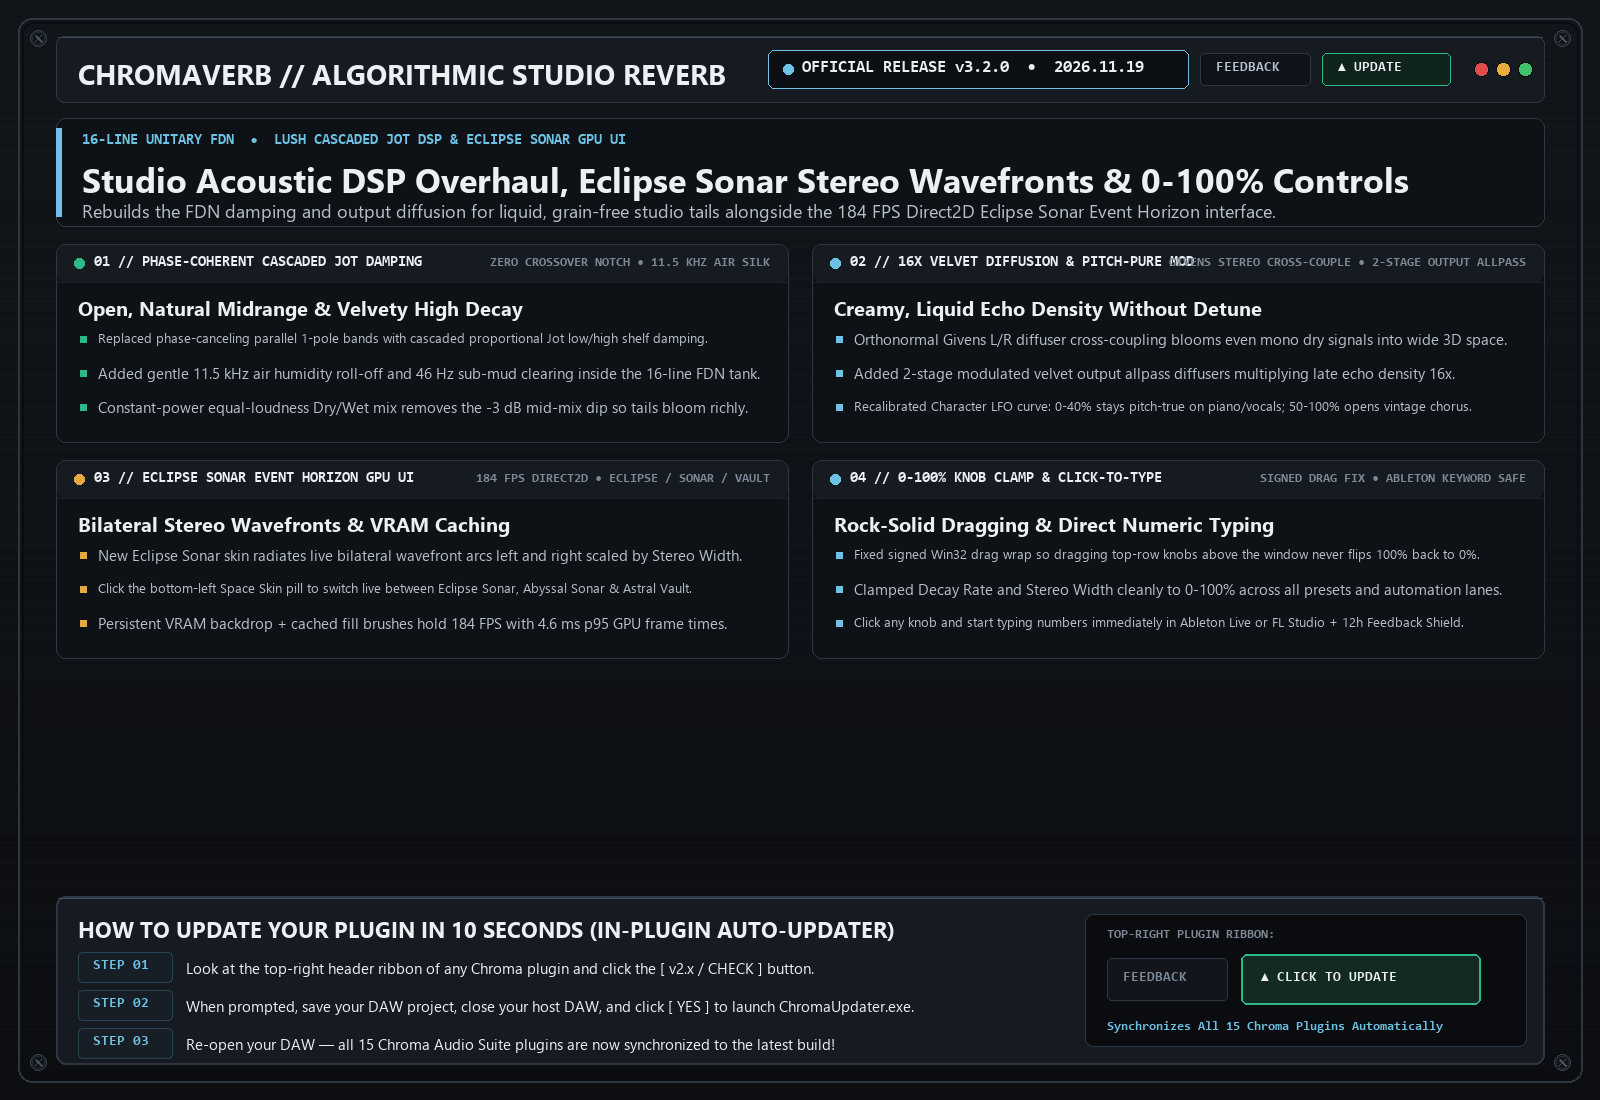 CHROMAVERB // ALGORITHMIC STUDIO REVERB
OFFICIAL RELEASE v3.2.0 • 2026.11.19
FEEDBACK
▲ UPDATE
16-LINE UNITARY FDN • LUSH CASCADED JOT DSP & ECLIPSE SONAR GPU UI
Studio Acoustic DSP Overhaul, Eclipse Sonar Stereo Wavefronts & 0-100% Controls
Rebuilds the FDN damping and output diffusion for liquid, grain-free studio tails alongside the 184 FPS Direct2D Eclipse Sonar Event Horizon interface.
01 // PHASE-COHERENT CASCADED JOT DAMPING
ZERO CROSSOVER NOTCH • 11.5 KHZ AIR SILK
Open, Natural Midrange & Velvety High Decay
Replaced phase-canceling parallel 1-pole bands with cascaded proportional Jot low/high shelf damping.
Added gentle 11.5 kHz air humidity roll-off and 46 Hz sub-mud clearing inside the 16-line FDN tank.
Constant-power equal-loudness Dry/Wet mix removes the -3 dB mid-mix dip so tails bloom richly.
02 // 16X VELVET DIFFUSION & PITCH-PURE MOD
GIVENS STEREO CROSS-COUPLE • 2-STAGE OUTPUT ALLPASS
Creamy, Liquid Echo Density Without Detune
Orthonormal Givens L/R diffuser cross-coupling blooms even mono dry signals into wide 3D space.
Added 2-stage modulated velvet output allpass diffusers multiplying late echo density 16x.
Recalibrated Character LFO curve: 0-40% stays pitch-true on piano/vocals; 50-100% opens vintage chorus.
03 // ECLIPSE SONAR EVENT HORIZON GPU UI
184 FPS DIRECT2D • ECLIPSE / SONAR / VAULT
Bilateral Stereo Wavefronts & VRAM Caching
New Eclipse Sonar skin radiates live bilateral wavefront arcs left and right scaled by Stereo Width.
Click the bottom-left Space Skin pill to switch live between Eclipse Sonar, Abyssal Sonar & Astral Vault.
Persistent VRAM backdrop + cached fill brushes hold 184 FPS with 4.6 ms p95 GPU frame times.
04 // 0-100% KNOB CLAMP & CLICK-TO-TYPE
SIGNED DRAG FIX • ABLETON KEYWORD SAFE
Rock-Solid Dragging & Direct Numeric Typing
Fixed signed Win32 drag wrap so dragging top-row knobs above the window never flips 100% back to 0%.
Clamped Decay Rate and Stereo Width cleanly to 0-100% across all presets and automation lanes.
Click any knob and start typing numbers immediately in Ableton Live or FL Studio + 12h Feedback Shield.
HOW TO UPDATE YOUR PLUGIN IN 10 SECONDS (IN-PLUGIN AUTO-UPDATER)
STEP 01
Look at the top-right header ribbon of any Chroma plugin and click the [ v2.x / CHECK ] button.
STEP 02
When prompted, save your DAW project, close your host DAW, and click [ YES ] to launch ChromaUpdater.exe.
STEP 03
Re-open your DAW — all 15 Chroma Audio Suite plugins are now synchronized to the latest build!
TOP-RIGHT PLUGIN RIBBON:
FEEDBACK
▲ CLICK TO UPDATE
Synchronizes All 15 Chroma Plugins Automatically